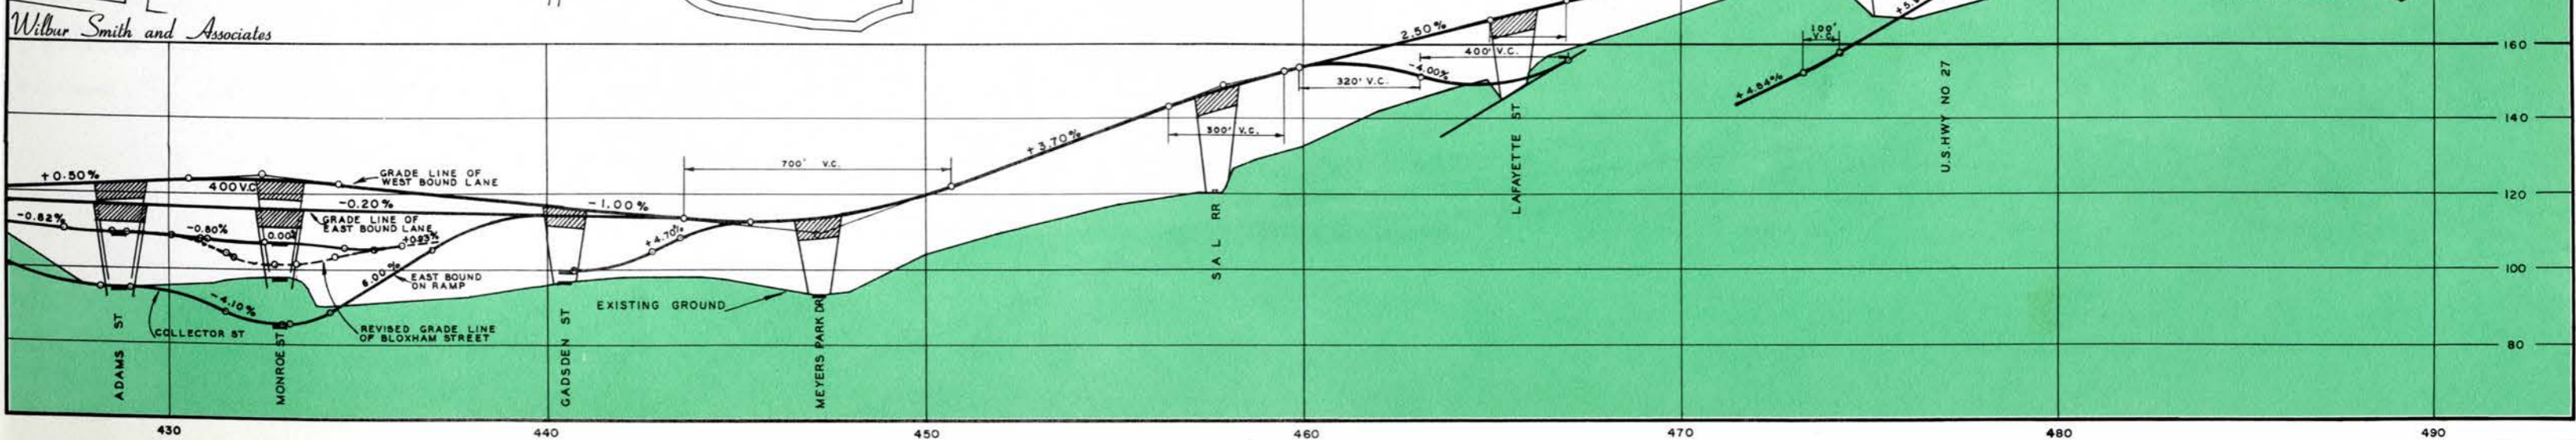 Wilbur Smith and Associates
2.50%
+5.
100'
V.C.
160
400' V.C.
-4.00%
320' V.C.
+4.84%
U.S.HWY NO 27
LAFAYETTE ST
140
300' V.C.
+3.70%
700' V.C.
GRADE LINE OF
WEST BOUND LANE
+0.50%
400 V.C.
120
-0.20%
-1.00%
GRADE LINE OF
EAST BOUND LANE
-0.82%
-0.80%
0.00%
+4.70%
S A L RR
100
6.00%
EAST BOUND
ON RAMP
-4.10%
EXISTING GROUND
COLLECTOR ST
REVISED GRADE LINE
OF BLOXHAM STREET
80
ADAMS ST
MONROE ST
GADSDEN ST
MEYERS PARK DR
430 440 450 460 470 480 490